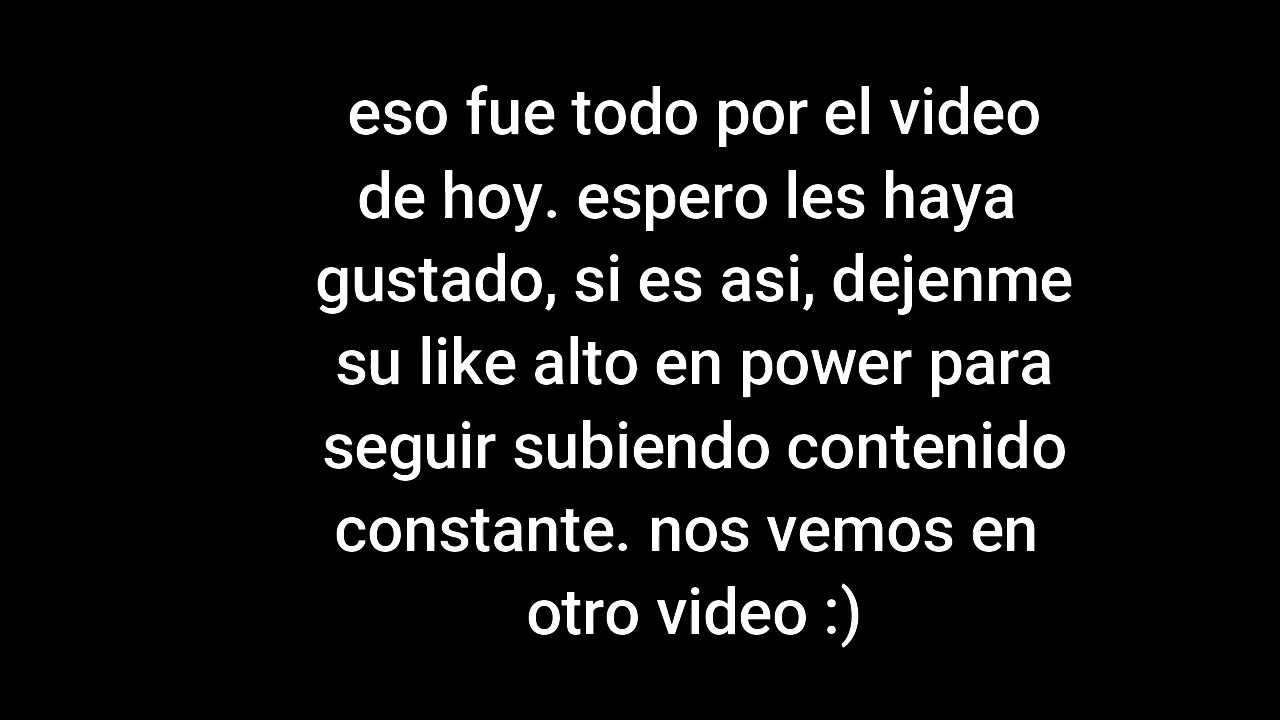 eso fue todo por el video
de hoy. espero les haya
gustado, si es asi, dejenme
su like alto en power para
seguir subiendo contenido
constante. nos vemos en
otro video :)